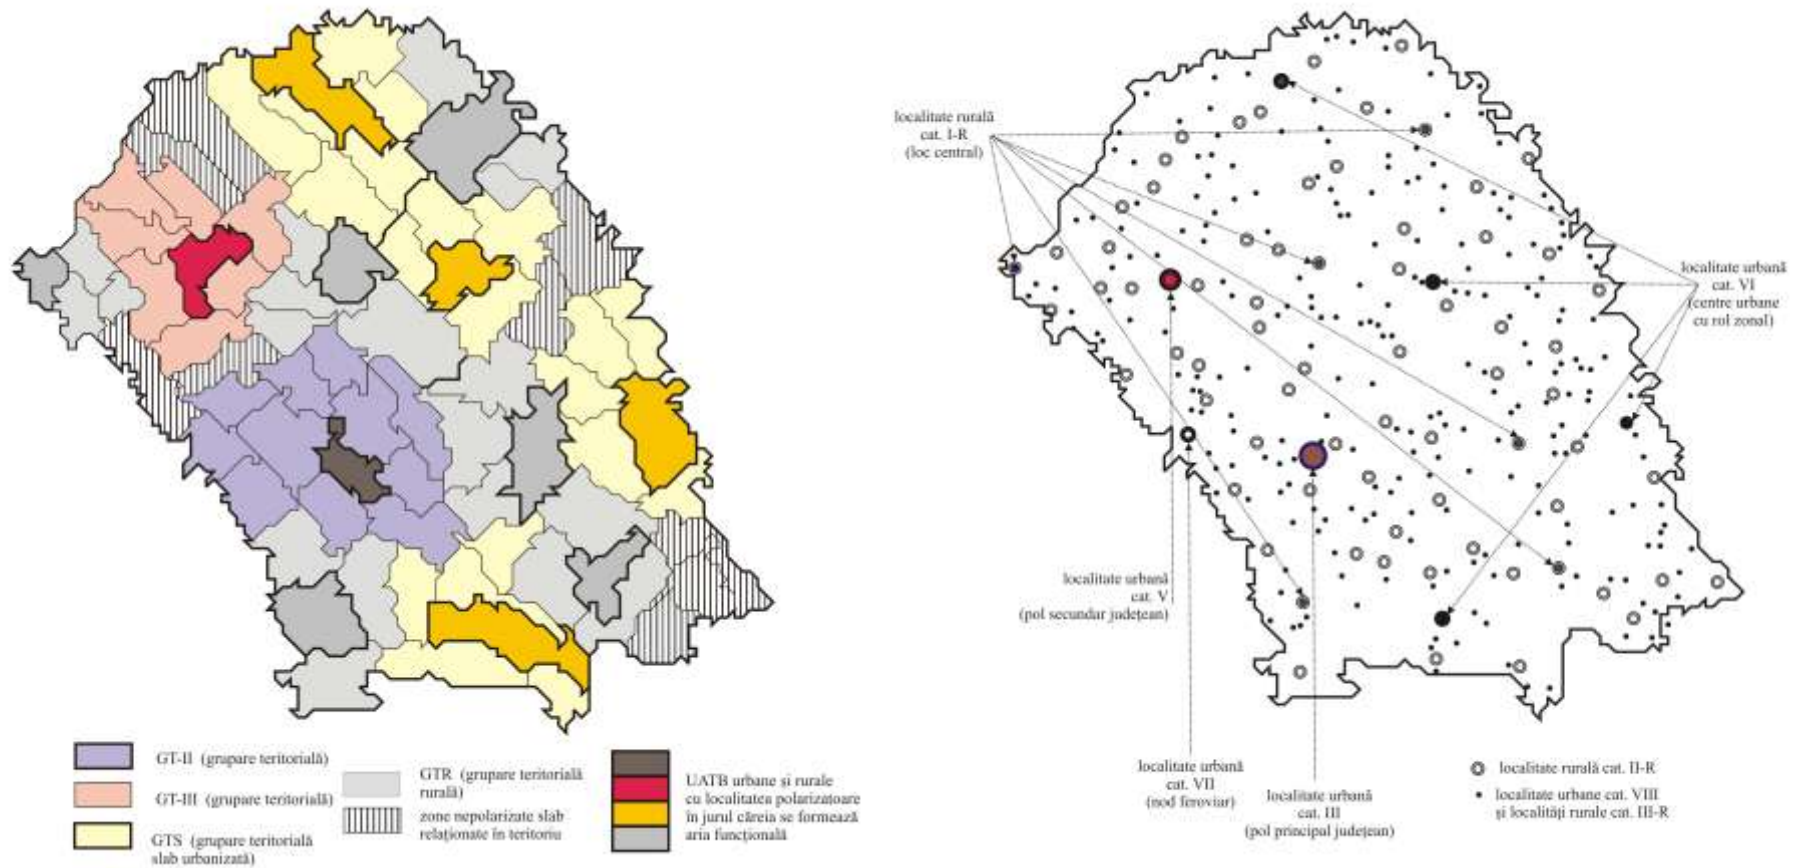 GT-II (grupare teritorială)
GT-III (grupare teritorială)
GTS (grupare teritorială
slab urbanizată)
GTR (grupare teritorială
rurală)
zone nepolarizate slab
relaționate în teritoriu
UATB urbane și rurale
cu localitatea polarizatoare
în jurul căreia se formează
aria funcțională
localitate rurală
cat. I-R
(loc central)
localitate urbană
cat. VI
(centre urbane
cu rol zonal)
localitate urbană
cat. V
(pol secundar județean)
localitate urbană
cat. VII
(nod feroviar)
localitate urbană
cat. III
(pol principal județean)
localitate rurală cat. II-R
localitate urbane cat. VIII
și localități rurale cat. III-R